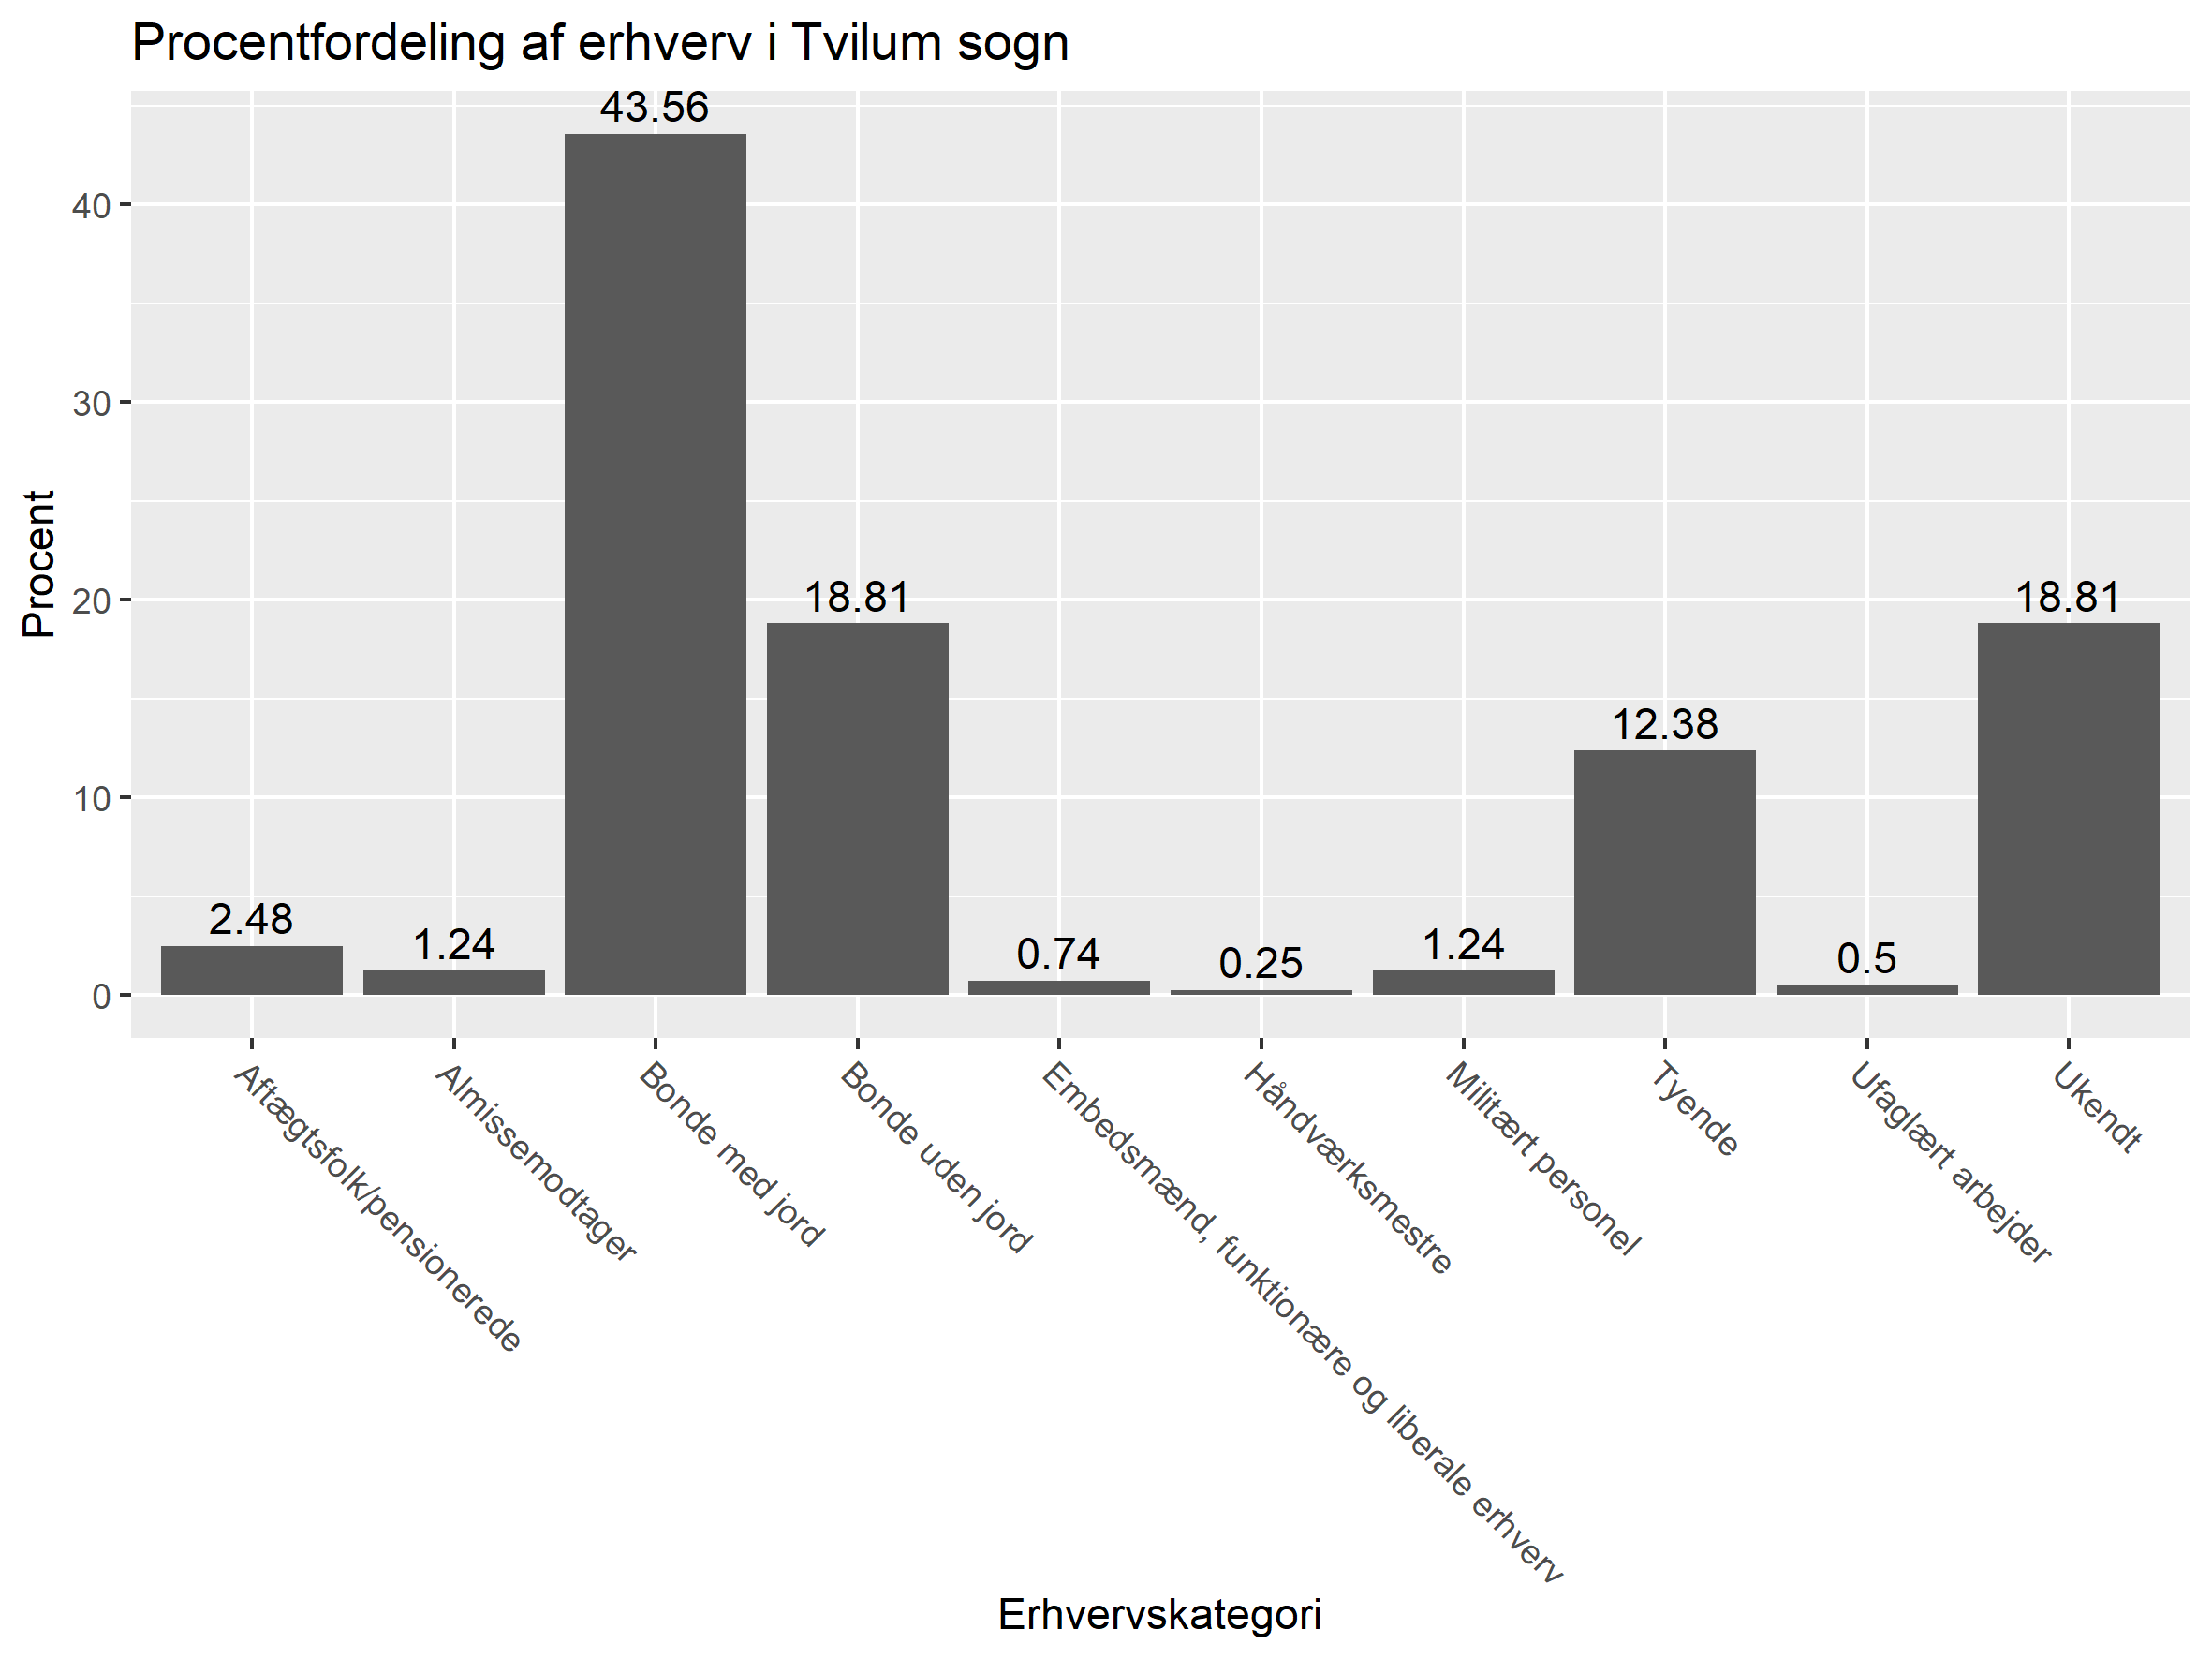 Procentfordeling af erhverv i Tvilum sogn
Procent
40
30
20
10
0
2.48
1.24
43.56
18.81
0.74
0.25
1.24
12.38
0.5
18.81
Aftægtsfolk/pensionerede
Almissemodtager
Bonde med jord
Bonde uden jord
Embedsmænd, funktionære og liberale erhverv
Håndværksmestre
Militært personel
Tyende
Ufaglært arbejder
Ukendt
Erhvervskategori